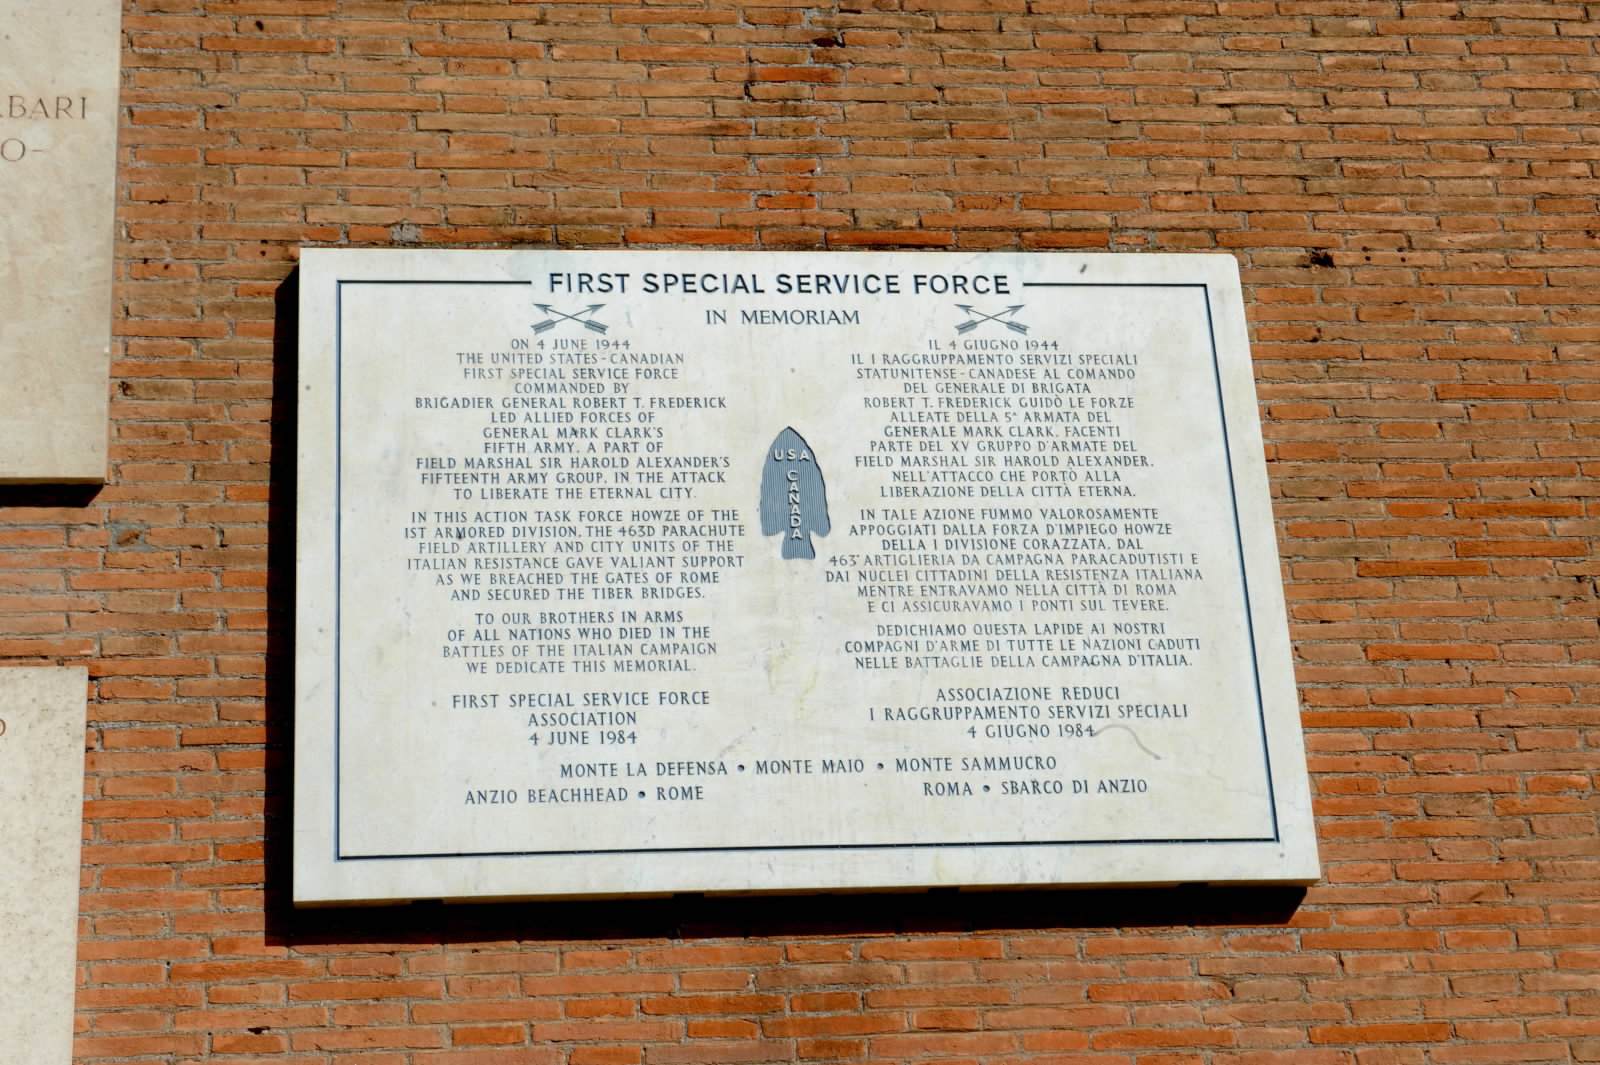 RBARI
O-
FIRST SPECIAL SERVICE FORCE
IN MEMORIAM
ON 4 JUNE 1944
THE UNITED STATES-CANADIAN
FIRST SPECIAL SERVICE FORCE
COMMANDED BY
BRIGADIER GENERAL ROBERT T. FREDERICK
LED ALLIED FORCES OF
GENERAL MARK CLARK'S
FIFTH ARMY, A PART OF
FIELD MARSHAL SIR HAROLD ALEXANDER'S
FIFTEENTH ARMY GROUP, IN THE ATTACK
TO LIBERATE THE ETERNAL CITY.
IN THIS ACTION TASK FORCE HOWZE OF THE
1ST ARMORED DIVISION, THE 463D PARACHUTE
FIELD ARTILLERY AND CITY UNITS OF THE
ITALIAN RESISTANCE GAVE VALIANT SUPPORT
AS WE BREACHED THE GATES OF ROME
AND SECURED THE TIBER BRIDGES.
TO OUR BROTHERS IN ARMS
OF ALL NATIONS WHO DIED IN THE
BATTLES OF THE ITALIAN CAMPAIGN
WE DEDICATE THIS MEMORIAL.
FIRST SPECIAL SERVICE FORCE
ASSOCIATION
4 JUNE 1984
USA
CANADA
IL 4 GIUGNO 1944
IL I RAGGRUPPAMENTO SERVIZI SPECIALI
STATUNITENSE-CANADESE AL COMANDO
DEL GENERALE DI BRIGATA
ROBERT T. FREDERICK GUIDÒ LE FORZE
ALLEATE DELLA 5ᴬ ARMATA DEL
GENERALE MARK CLARK, FACENTI
PARTE DEL XV GRUPPO D'ARMATE DEL
FIELD MARSHAL SIR HAROLD ALEXANDER,
NELL'ATTACCO CHE PORTÒ ALLA
LIBERAZIONE DELLA CITTÀ ETERNA.
IN TALE AZIONE FUMMO VALOROSAMENTE
APPOGGIATI DALLA FORZA D'IMPIEGO HOWZE
DELLA I DIVISIONE CORAZZATA, DAL
463° ARTIGLIERIA DA CAMPAGNA PARACADUTISTI E
DAI NUCLEI CITTADINI DELLA RESISTENZA ITALIANA
MENTRE ENTRAVAMO NELLA CITTÀ DI ROMA
E CI ASSICURAVAMO I PONTI SUL TEVERE.
DEDICHIAMO QUESTA LAPIDE AI NOSTRI
COMPAGNI D'ARME DI TUTTE LE NAZIONI CADUTI
NELLE BATTAGLIE DELLA CAMPAGNA D'ITALIA.
ASSOCIAZIONE REDUCI
I RAGGRUPPAMENTO SERVIZI SPECIALI
4 GIUGNO 1984
MONTE LA DEFENSA • MONTE MAIO • MONTE SAMMUCRO
ANZIO BEACHHEAD • ROME
ROMA • SBARCO DI ANZIO